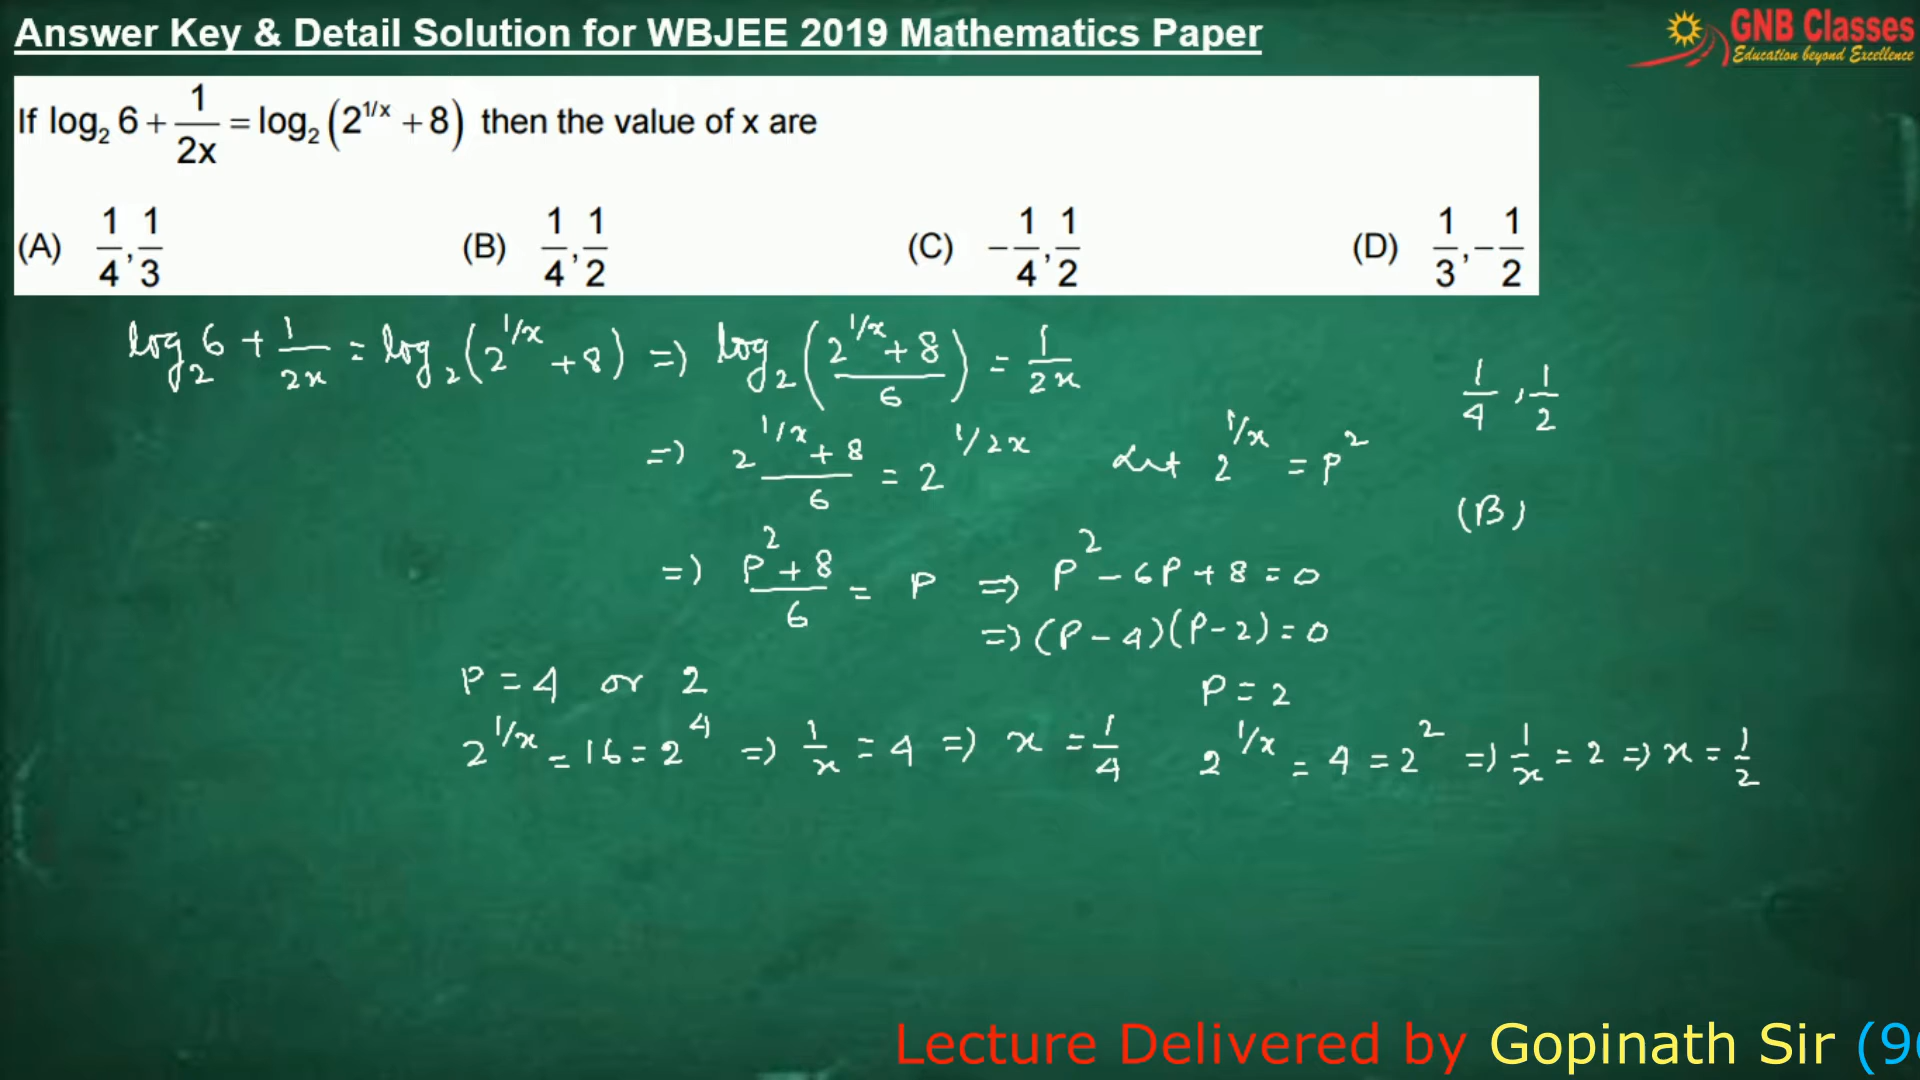 Answer Key & Detail Solution for WBJEE 2019 Mathematics Paper
GNB Classes
Education beyond Excellence
If log₂ 6 + 1/2x = log₂ (2^{1/x} + 8) then the value of x are
(A) 1/4, 1/3 (B) 1/4, 1/2 (C) -1/4, 1/2 (D) 1/3, -1/2
log₂ 6 + 1/2x = log₂ (2^{1/x} + 8) => log₂ ((2^{1/x} + 8)/6) = 1/2x
1/4, 1/2
=> (2^{1/x} + 8)/6 = 2^{1/2x} Let 2^{1/x} = p²
(B)
=> (p² + 8)/6 = p => p² - 6p + 8 = 0
=> (p - 4)(p - 2) = 0
p = 4 or 2 p = 2
2^{1/x} = 16 = 2⁴ => 1/x = 4 => x = 1/4 2^{1/x} = 4 = 2² => 1/x = 2 => x = 1/2
Lecture Delivered by Gopinath Sir (9